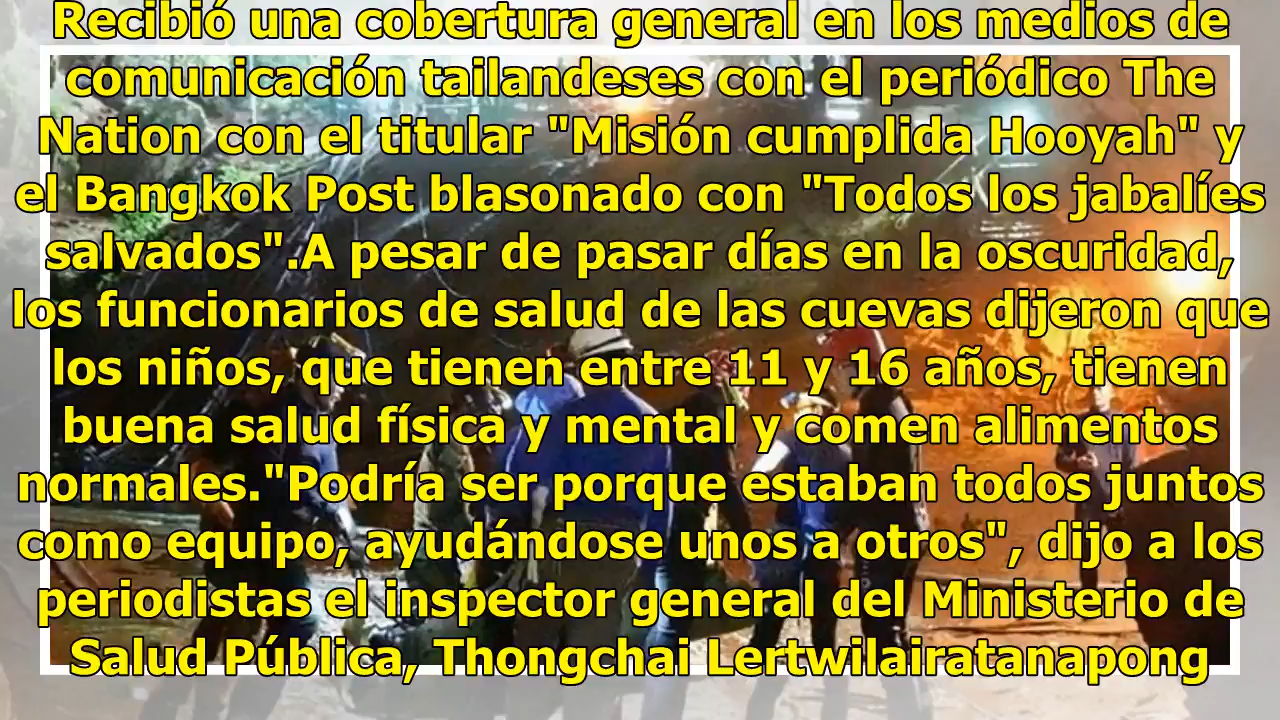 Recibió una cobertura general en los medios de
comunicación tailandeses con el periódico The
Nation con el titular "Misión cumplida Hooyah" y
el Bangkok Post blasonado con "Todos los jabalíes
salvados".A pesar de pasar días en la oscuridad,
los funcionarios de salud de las cuevas dijeron que
los niños, que tienen entre 11 y 16 años, tienen
buena salud física y mental y comen alimentos
normales."Podría ser porque estaban todos juntos
como equipo, ayudándose unos a otros", dijo a los
periodistas el inspector general del Ministerio de
Salud Pública, Thongchai Lertwilairatanapong